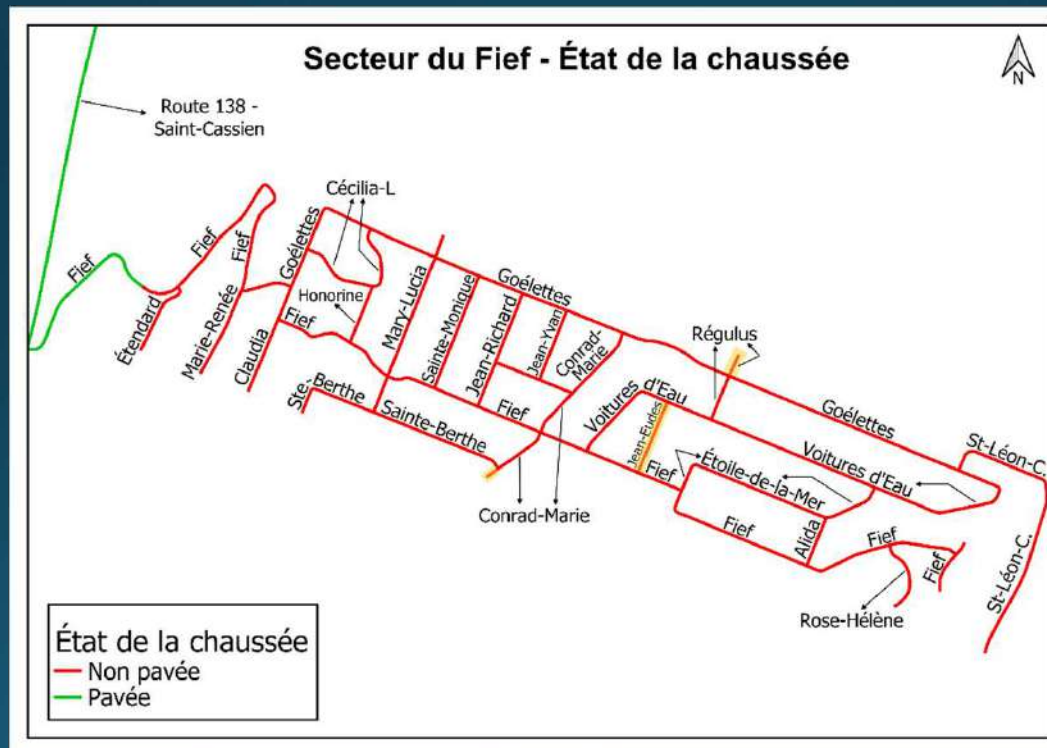 Secteur du Fief - État de la chaussée
N
Route 138 -
Saint-Cassien
Cécilia-L
Fief
Fief
Fief
Goélettes
Étendard
Marie-Renée
Claudia
Honorine
Fief
Mary-Lucia
Goélettes
Sainte-Monique
Jean-Richard
Jean-Yvan
Conrad-
Marie
Régulus
Ste-Berthe
Sainte-Berthe
Fief
Voitures d'Eau
Goélettes
Jean-Eudes
Fief
Étoile-de-la-Mer
Voitures d'Eau
St-Léon-C.
Conrad-Marie
Fief
Alida
Fief
Fief
St-Léon-C.
Rose-Hélène
État de la chaussée
Non pavée
Pavée